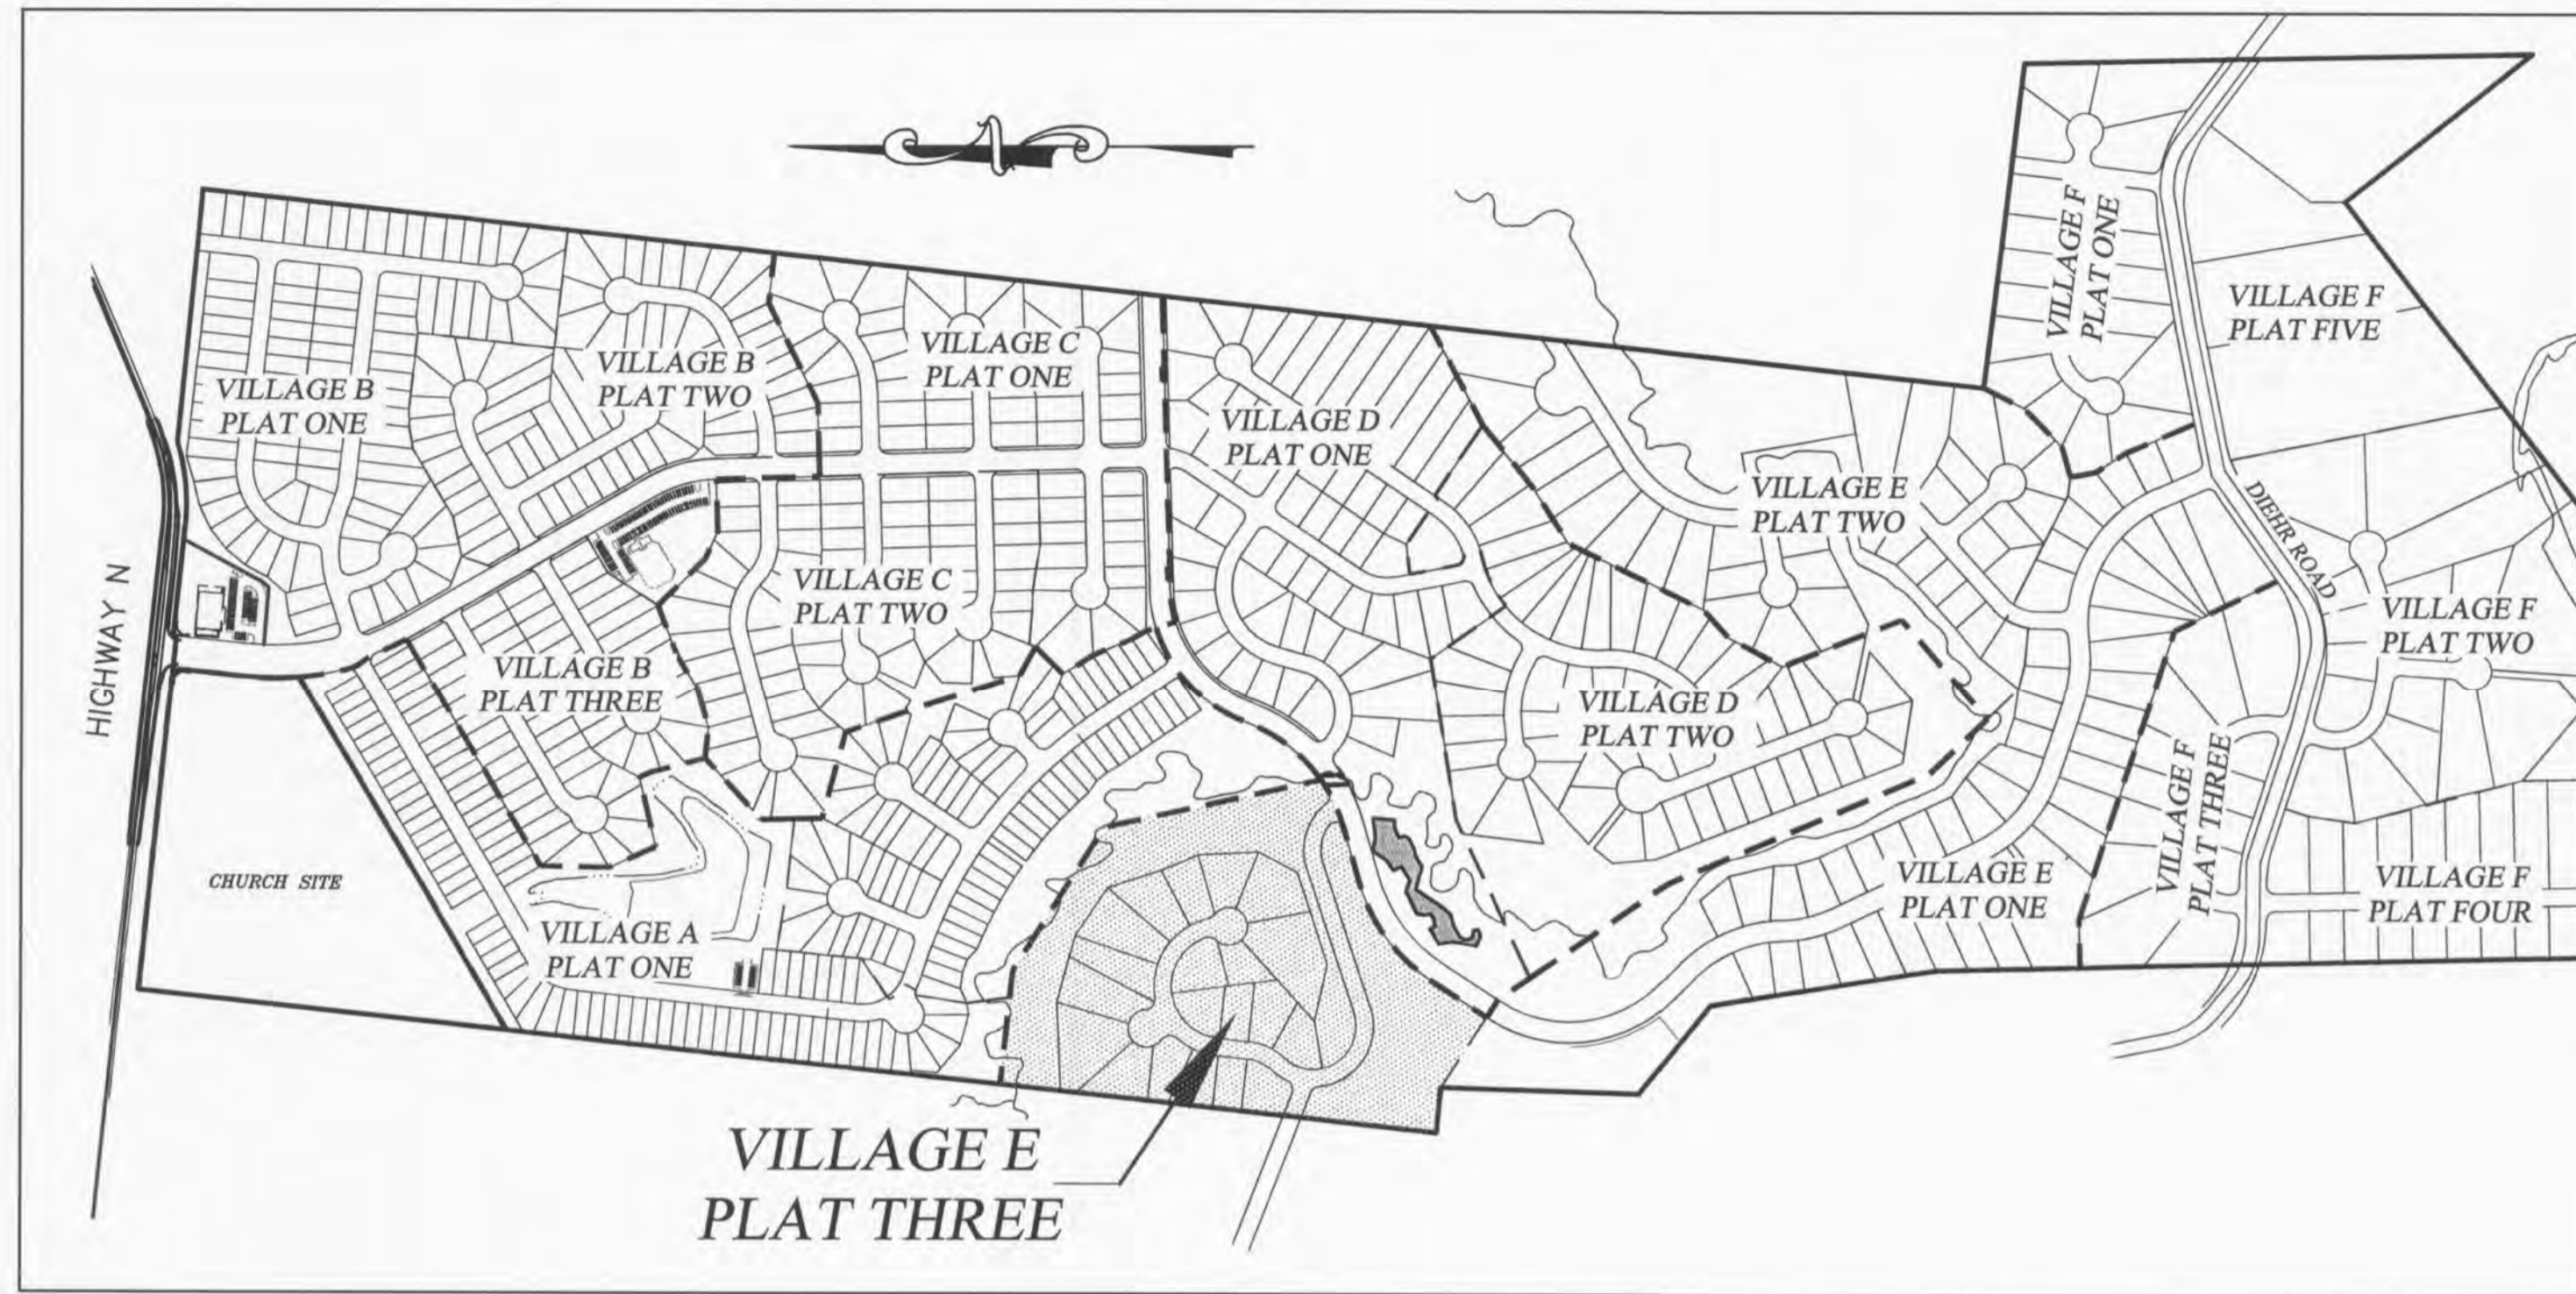 N
VILLAGE F
PLAT ONE
VILLAGE F
PLAT FIVE
VILLAGE B
PLAT ONE
VILLAGE B
PLAT TWO
VILLAGE C
PLAT ONE
VILLAGE D
PLAT ONE
VILLAGE E
PLAT TWO
DIEHR ROAD
HIGHWAY N
VILLAGE B
PLAT THREE
VILLAGE C
PLAT TWO
VILLAGE D
PLAT TWO
VILLAGE F
PLAT TWO
VILLAGE F
PLAT THREE
CHURCH SITE
VILLAGE A
PLAT ONE
VILLAGE E
PLAT ONE
VILLAGE F
PLAT FOUR
VILLAGE E
PLAT THREE